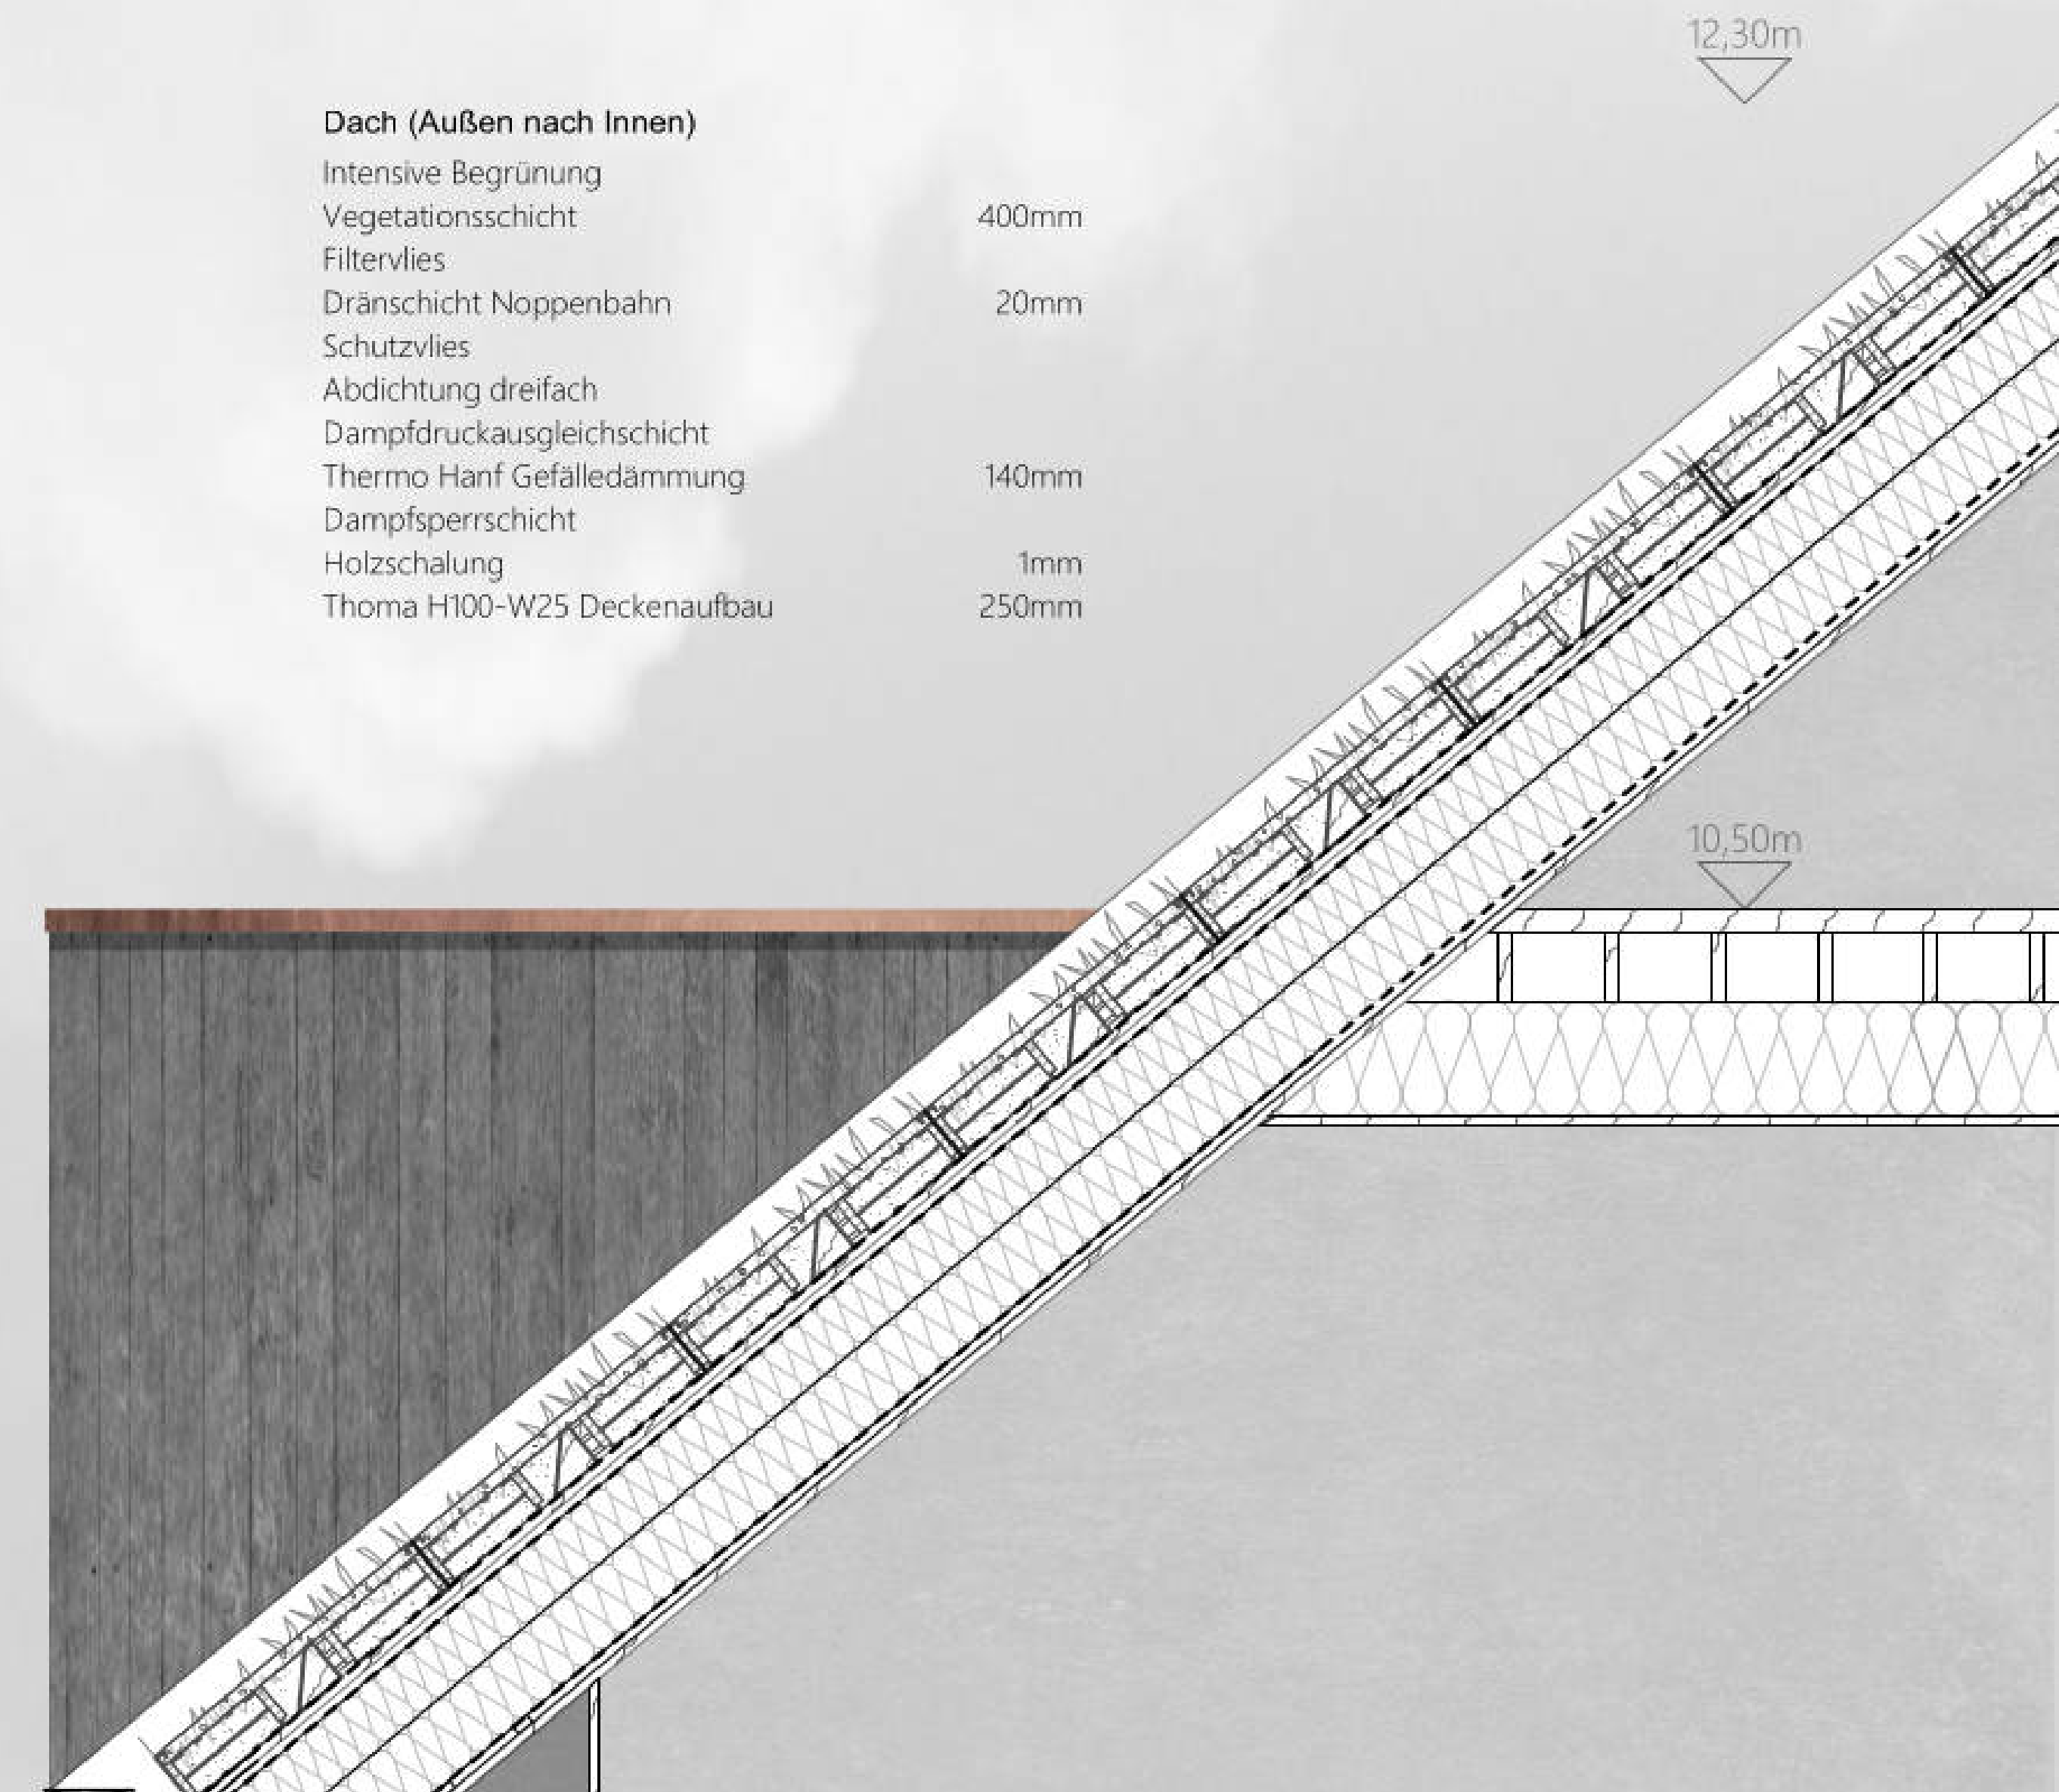 12,30m
Dach (Außen nach Innen)
Intensive Begrünung
Vegetationsschicht 400mm
Filtervlies
Dränschicht Noppenbahn 20mm
Schutzvlies
Abdichtung dreifach
Dampfdruckausgleichschicht
Thermo Hanf Gefälledämmung 140mm
Dampfsperrschicht
Holzschalung 1mm
Thoma H100-W25 Deckenaufbau 250mm
10,50m